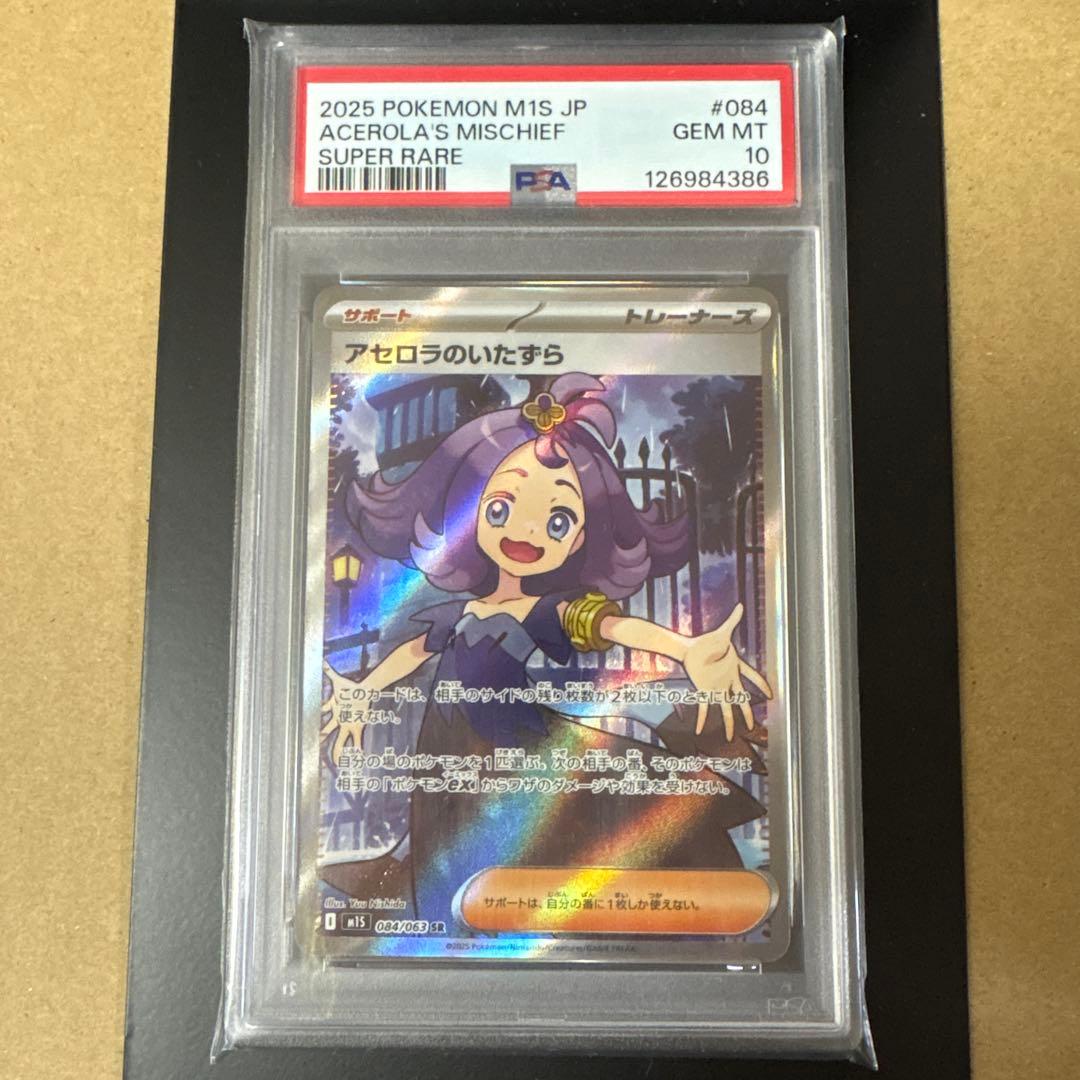 2025 POKEMON M1S JP #084
ACEROLA'S MISCHIEF GEM MT
SUPER RARE 10
PSA 126984386
サポート トレーナーズ
アセロラのいたずら
このカードは、相手のサイドの残り枚数が2枚以下のときにしか
使えない。
自分の場のポケモンを1匹選ぶ。次の相手の番、そのポケモンは
相手の「ポケモンex」からワザのダメージや効果を受けない。
サポートは、自分の番に1枚しか使えない。
Illus. Yuu Nishida
M1S 084/063 SR
©2025 Pokémon/Nintendo/Creatures/GAME FREAK.